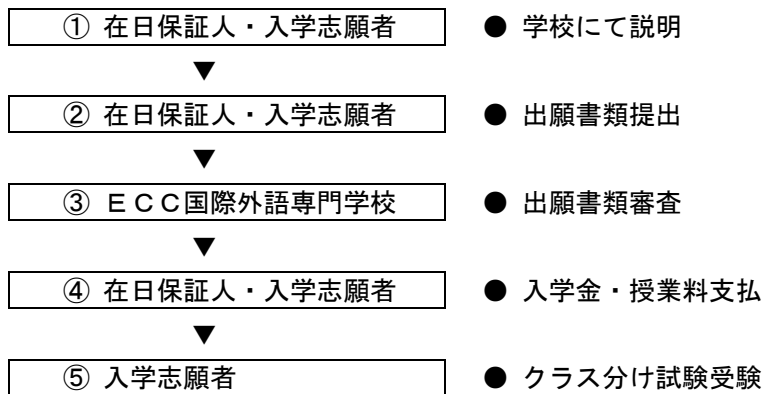 ① 在日保証人・入学志願者 ● 学校にて説明
▼
② 在日保証人・入学志願者 ● 出願書類提出
▼
③ ＥＣＣ国際外語専門学校 ● 出願書類審査
▼
④ 在日保証人・入学志願者 ● 入学金・授業料支払
▼
⑤ 入学志願者 ● クラス分け試験受験